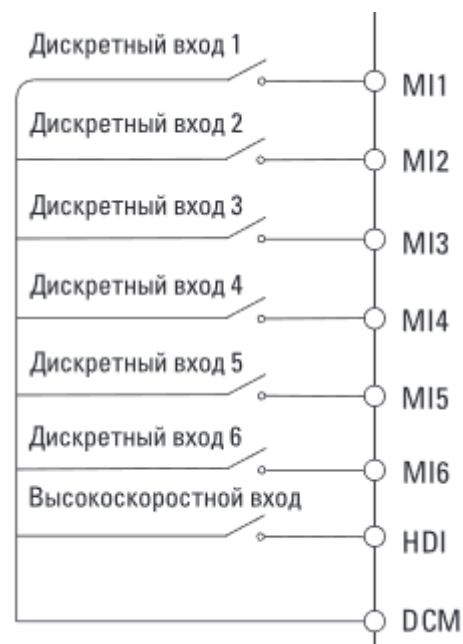 Дискретный вход 1
MI1
Дискретный вход 2
MI2
Дискретный вход 3
MI3
Дискретный вход 4
MI4
Дискретный вход 5
MI5
Дискретный вход 6
MI6
Высокоскоростной вход
HDI
DCM